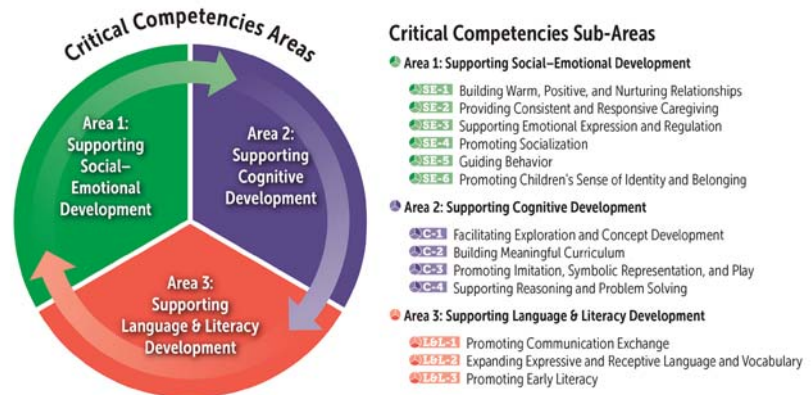 Critical Competencies Areas
Area 1:
Supporting
Social–
Emotional
Development
Area 2:
Supporting
Cognitive
Development
Area 3:
Supporting
Language & Literacy
Development
Critical Competencies Sub-Areas
Area 1: Supporting Social–Emotional Development
SE-1 Building Warm, Positive, and Nurturing Relationships
SE-2 Providing Consistent and Responsive Caregiving
SE-3 Supporting Emotional Expression and Regulation
SE-4 Promoting Socialization
SE-5 Guiding Behavior
SE-6 Promoting Children's Sense of Identity and Belonging
Area 2: Supporting Cognitive Development
C-1 Facilitating Exploration and Concept Development
C-2 Building Meaningful Curriculum
C-3 Promoting Imitation, Symbolic Representation, and Play
C-4 Supporting Reasoning and Problem Solving
Area 3: Supporting Language & Literacy Development
L&L-1 Promoting Communication Exchange
L&L-2 Expanding Expressive and Receptive Language and Vocabulary
L&L-3 Promoting Early Literacy